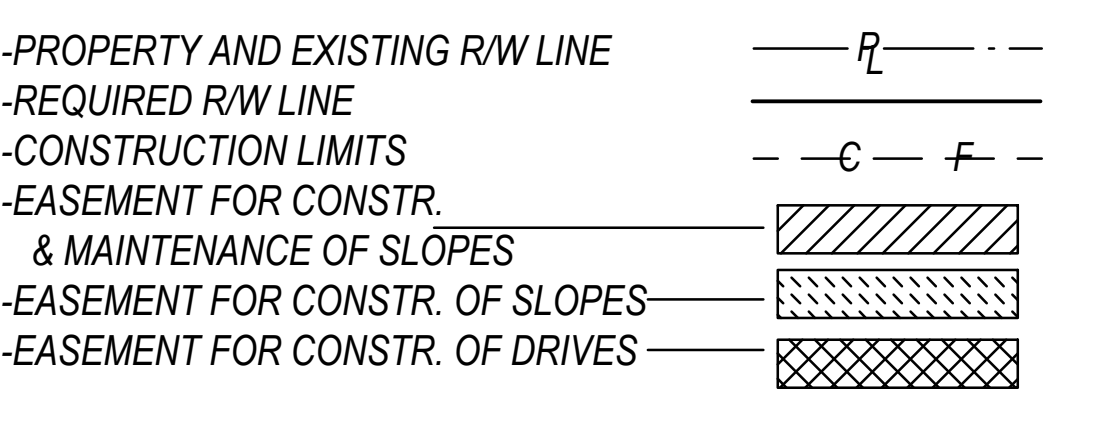 -PROPERTY AND EXISTING R/W LINE PL
-REQUIRED R/W LINE
-CONSTRUCTION LIMITS C F
-EASEMENT FOR CONSTR.
& MAINTENANCE OF SLOPES
-EASEMENT FOR CONSTR. OF SLOPES
-EASEMENT FOR CONSTR. OF DRIVES